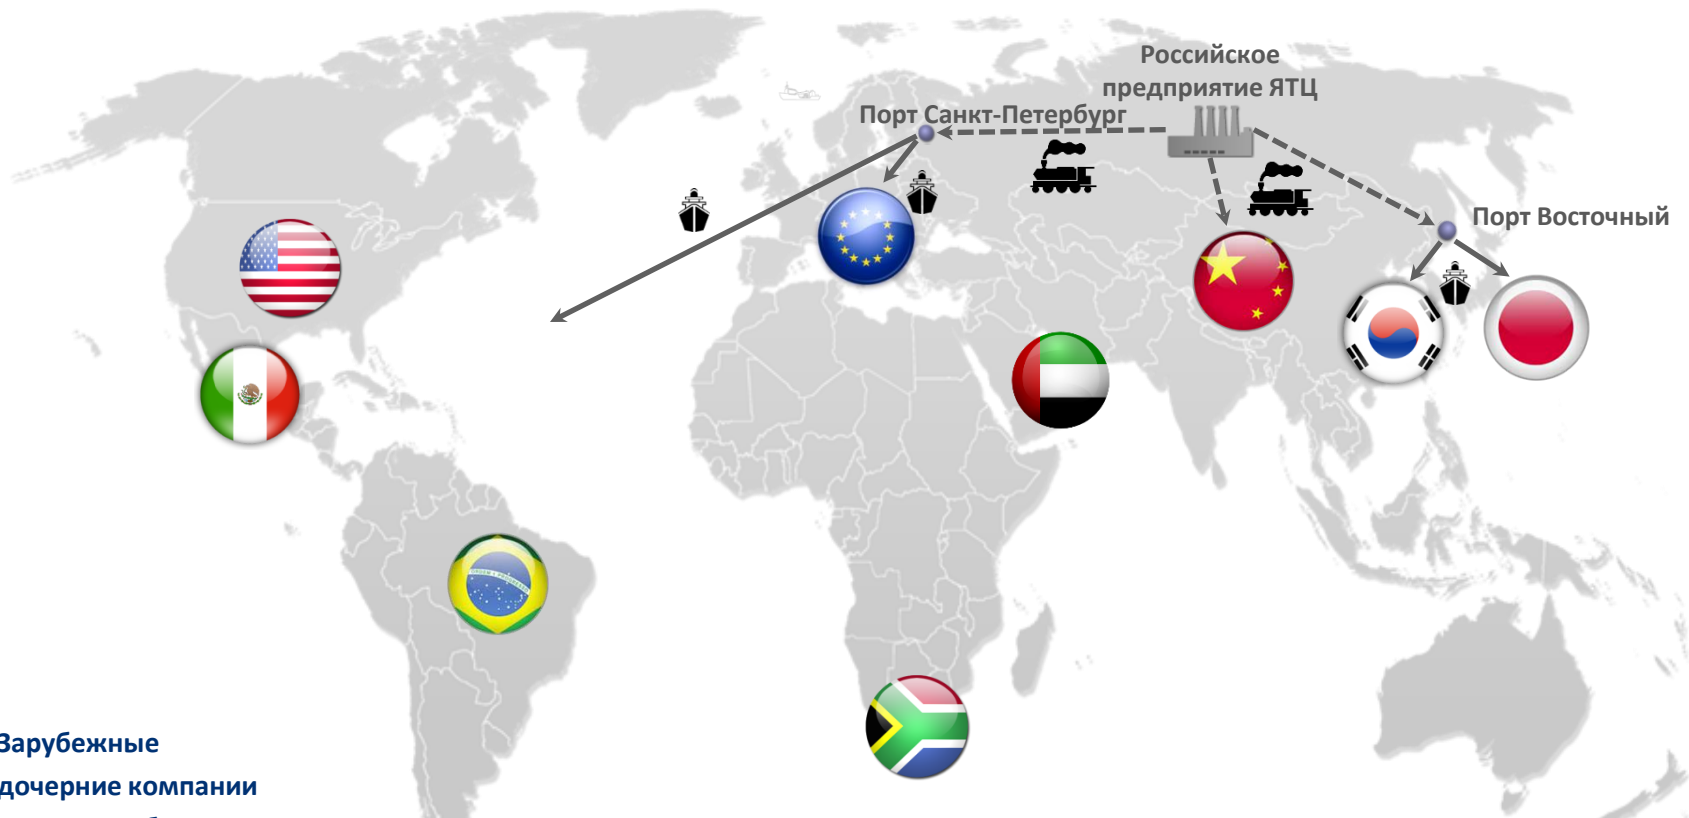 Российское
предприятие ЯТЦ
Порт Санкт-Петербург
Порт Восточный
Зарубежные
дочерние компании